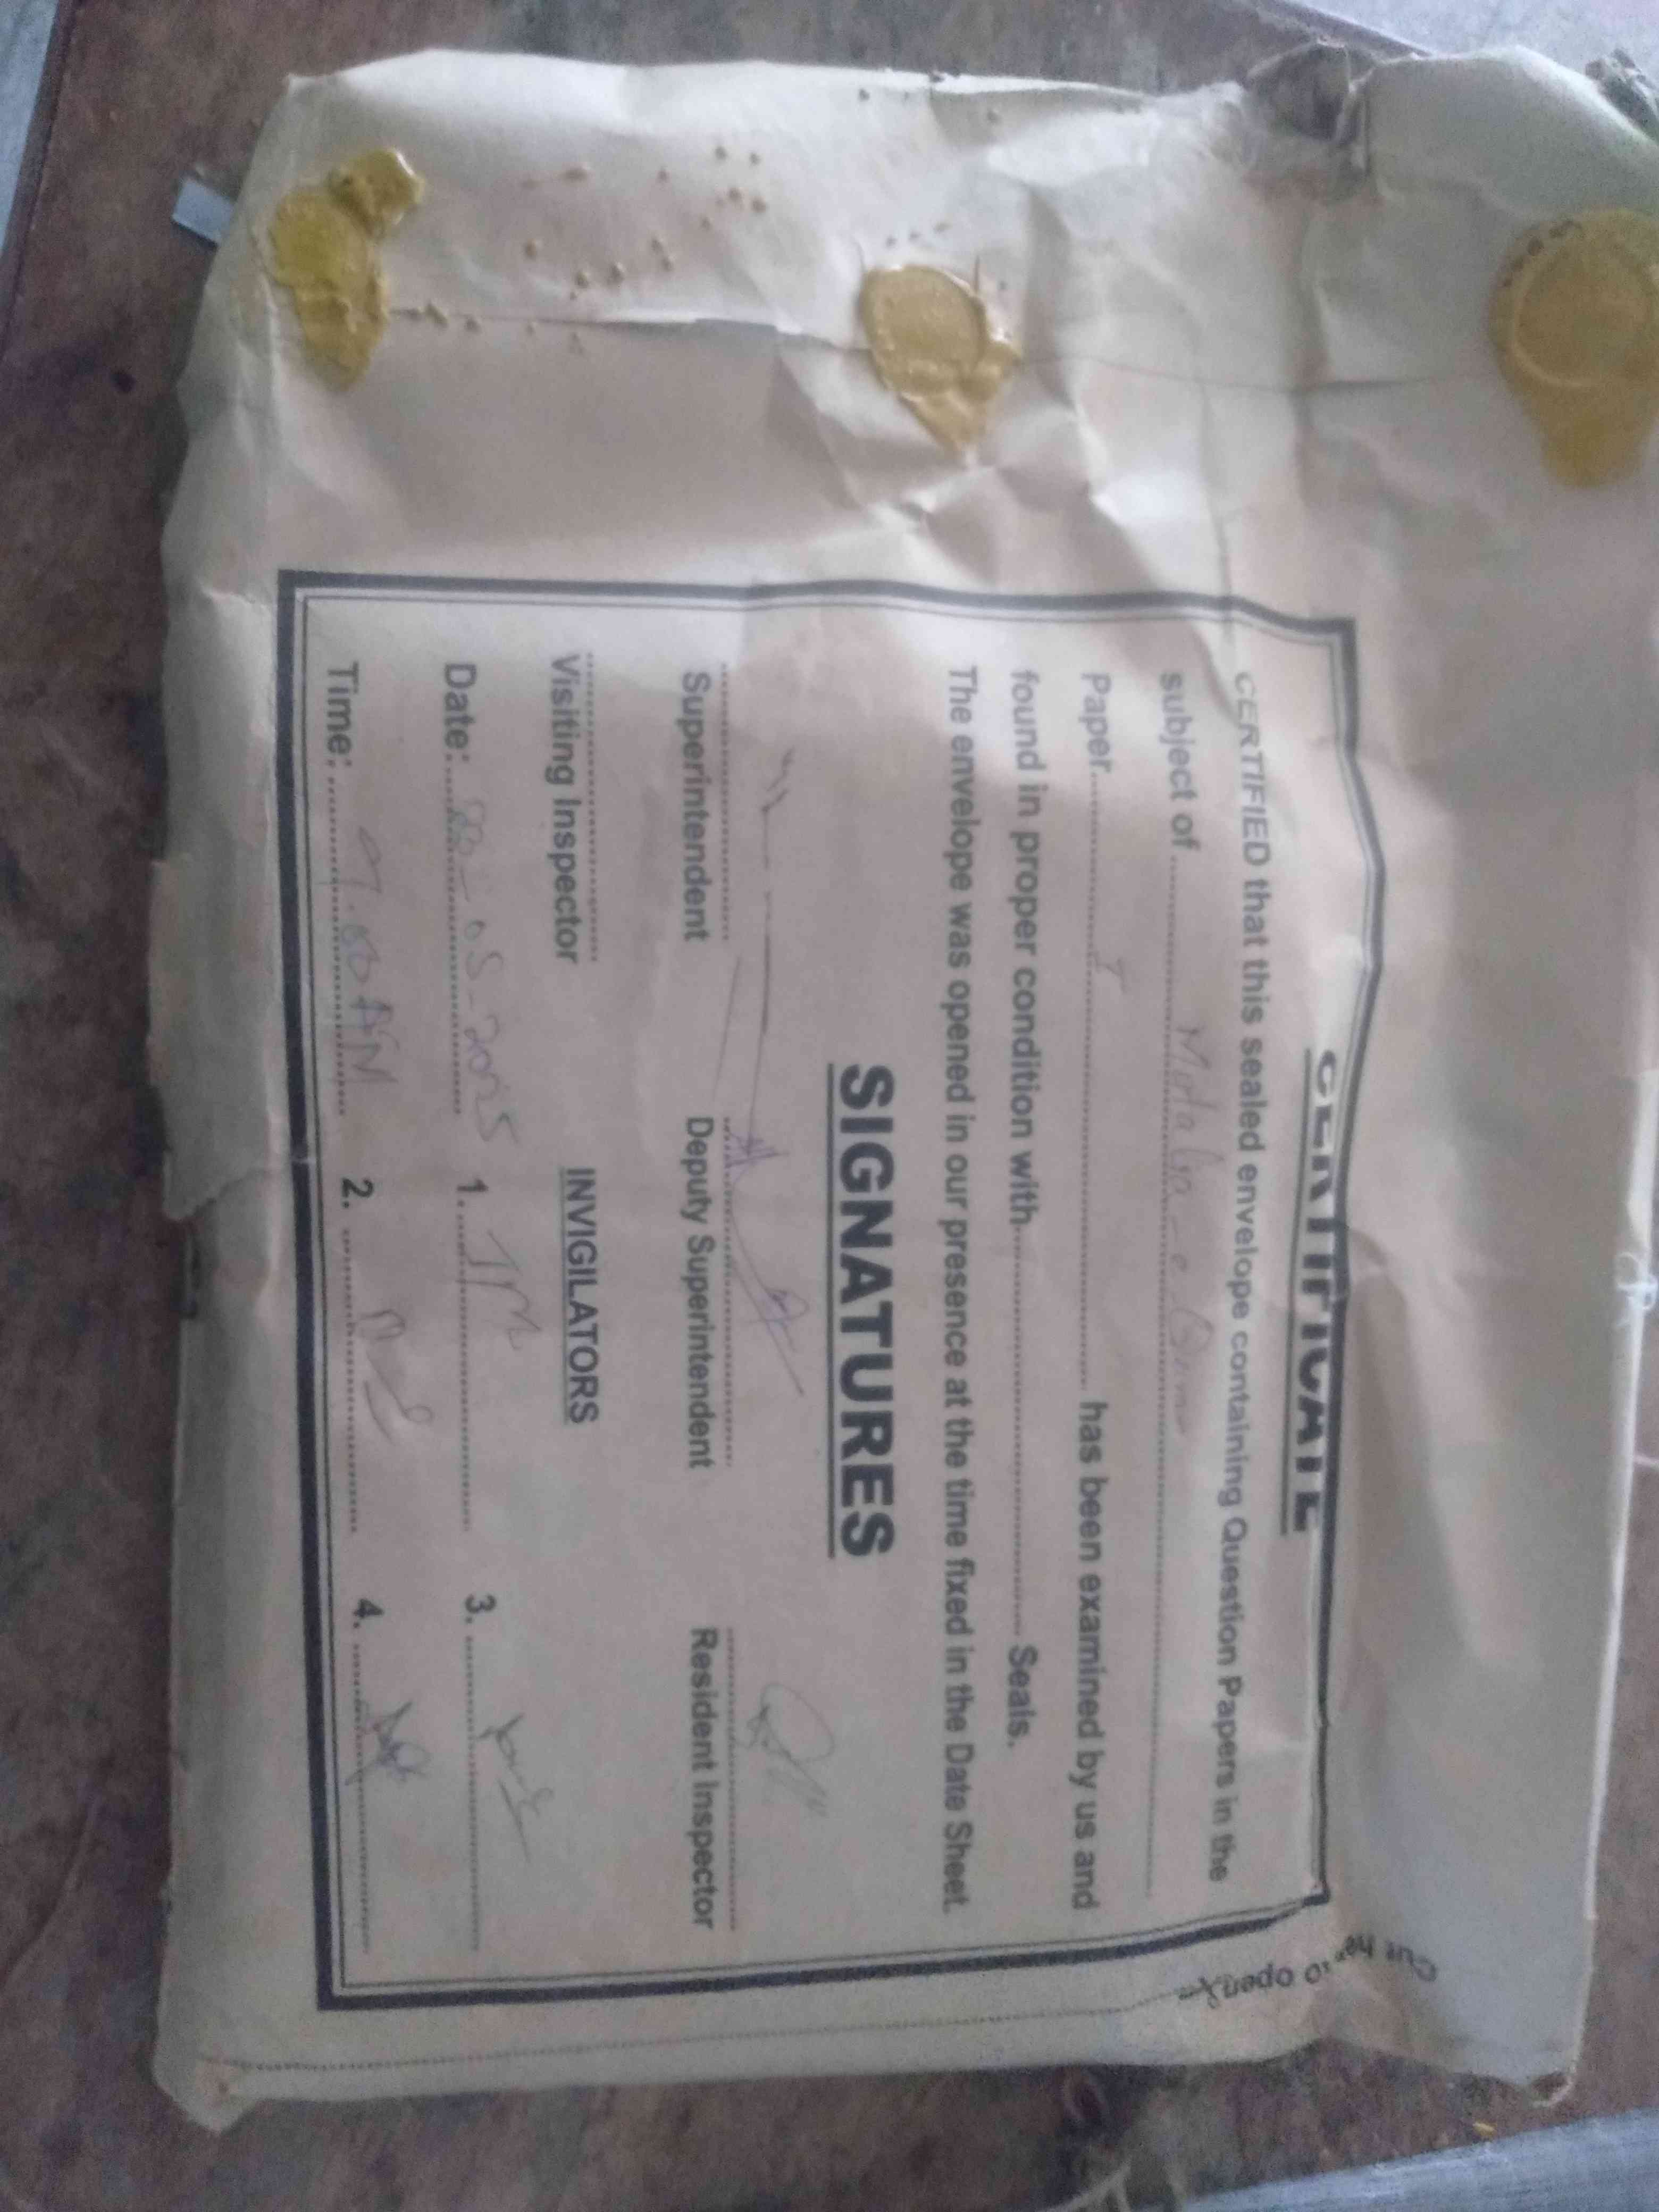 CERTIFICATE
CERTIFIED that this sealed envelope containing Question Papers in the
subject of
Paper I has been examined by us and
found in proper condition with Seals.
The envelope was opened in our presence at the time fixed in the Date Sheet.
SIGNATURES
Superintendent Deputy Superintendent Resident Inspector
Visiting Inspector INVIGILATORS
Date: -05-2025 1. 3.
Time: AM 2. 4.
Cut here to open